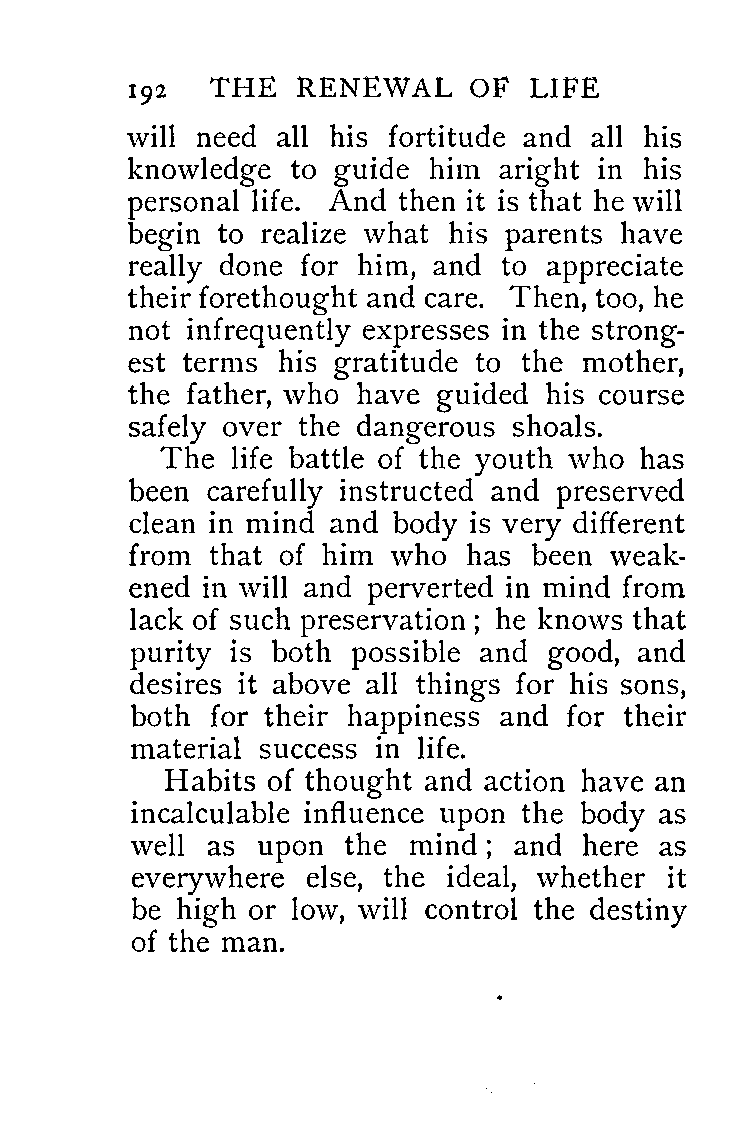 192 THE RENEWAL OF LIFE
will need all his fortitude and all his
knowledge to guide him aright in his
personal life. And then it is that he will
begin to realize what his parents have
really done for him, and to appreciate
their forethought and care. Then, too, he
not infrequently expresses in the strong-
est terms his gratitude to the mother,
the father, who have guided his course
safely over the dangerous shoals.
The life battle of the youth who has
been carefully instructed and preserved
clean in mind and body is very different
from that of him who has been weak-
ened in will and perverted in mind from
lack of such preservation ; he knows that
purity is both possible and good, and
desires it above all things for his sons,
both for their happiness and for their
material success in life.
Habits of thought and action have an
incalculable influence upon the body as
well as upon the mind ; and here as
everywhere else, the ideal, whether it
be high or low, will control the destiny
of the man.